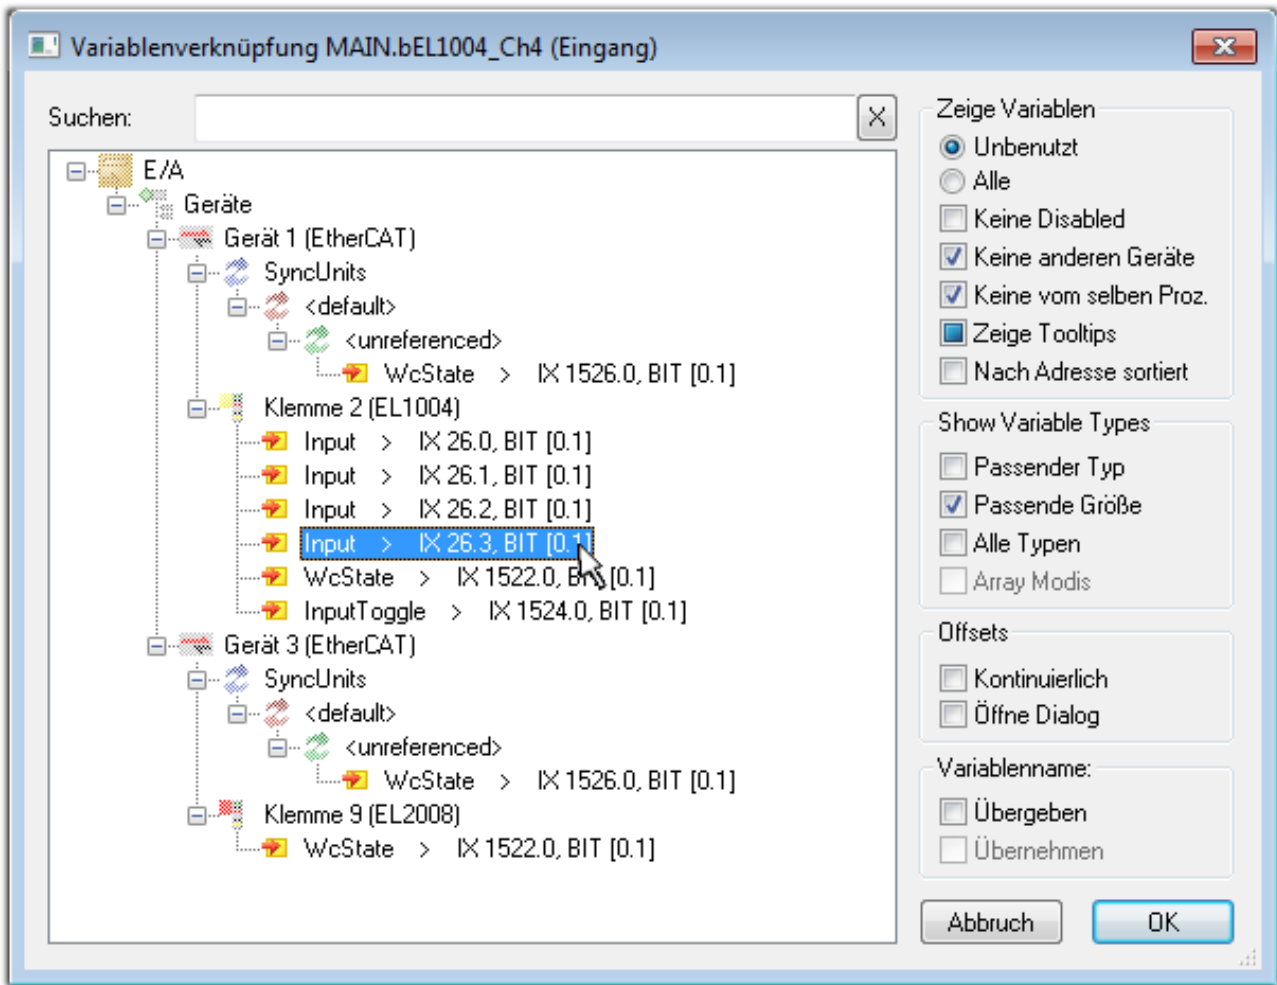 Variablenverknüpfung MAIN.bEL1004_Ch4 (Eingang)
Suchen:
X
E/A
Geräte
Gerät 1 (EtherCAT)
SyncUnits
<default>
<unreferenced>
WcState > IX 1526.0, BIT [0.1]
Klemme 2 (EL1004)
Input > IX 26.0, BIT [0.1]
Input > IX 26.1, BIT [0.1]
Input > IX 26.2, BIT [0.1]
Input > IX 26.3, BIT [0.1]
WcState > IX 1522.0, BIT [0.1]
InputToggle > IX 1524.0, BIT [0.1]
Gerät 3 (EtherCAT)
SyncUnits
<default>
<unreferenced>
WcState > IX 1526.0, BIT [0.1]
Klemme 9 (EL2008)
WcState > IX 1522.0, BIT [0.1]
Zeige Variablen
Unbenutzt
Alle
Keine Disabled
Keine anderen Geräte
Keine vom selben Proz.
Zeige Tooltips
Nach Adresse sortiert
Show Variable Types
Passender Typ
Passende Größe
Alle Typen
Array Modis
Offsets
Kontinuierlich
Öffne Dialog
Variablenname:
Übergeben
Übernehmen
Abbruch
OK